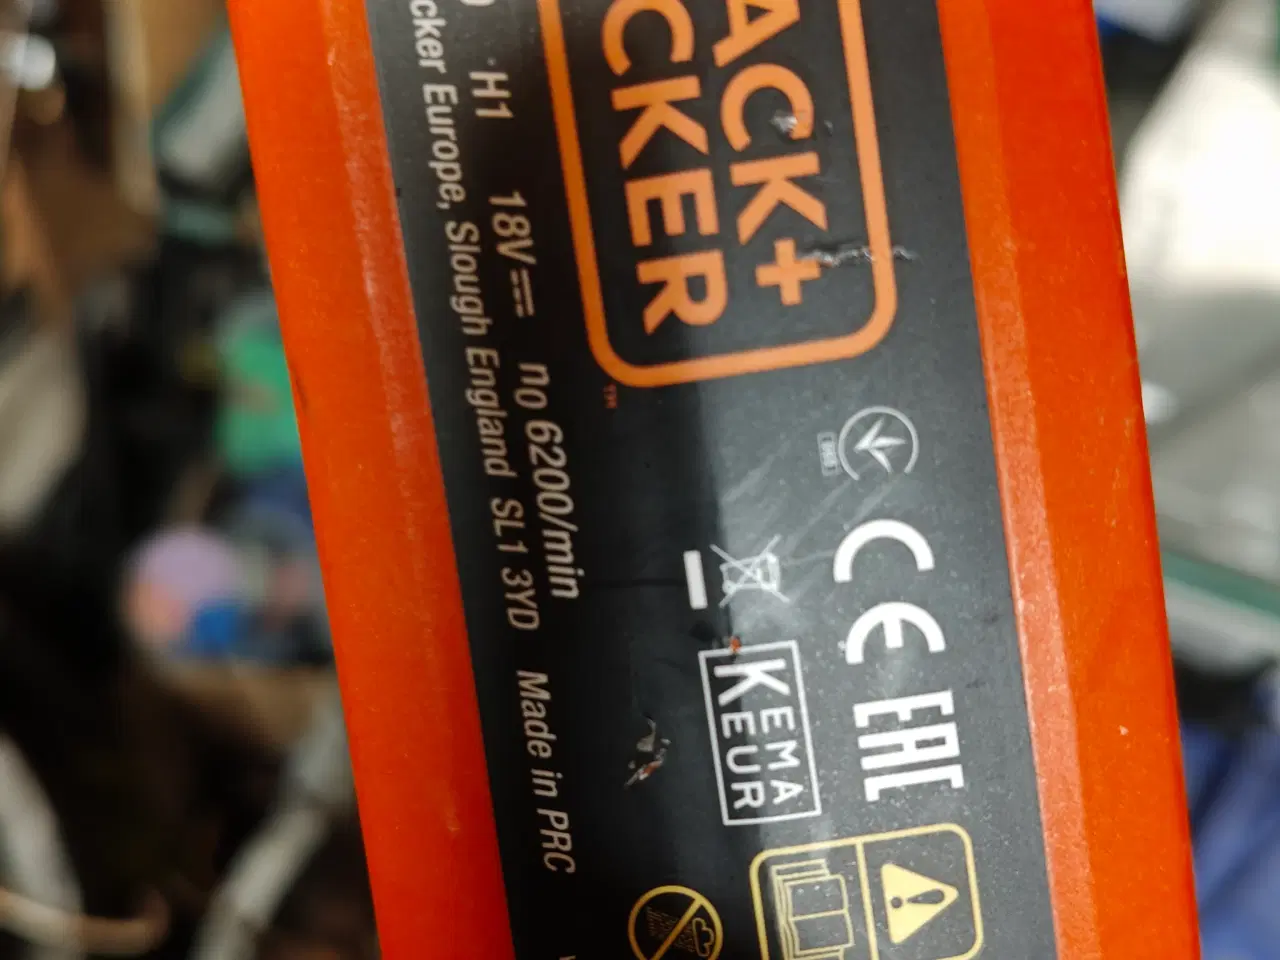 ACK+
CKER
TM
H1 18V no 6200/min
cker Europe, Slough England SL1 3YD Made in PRC
CE
EAC
KEMA
KEUR